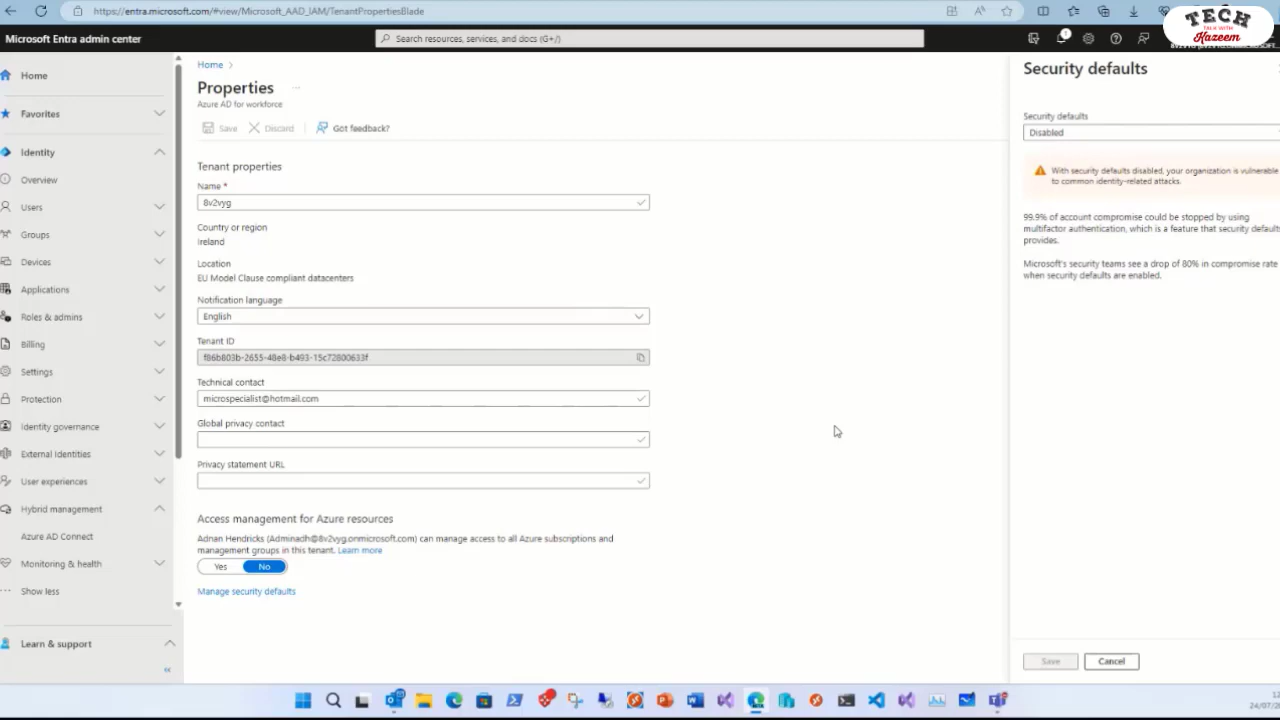 https://entra.microsoft.com/#view/Microsoft_AAD_IAM/TenantPropertiesBlade
TECH
TALK WITH
Kazeem
Microsoft Entra admin center
Search resources, services, and docs (G+/)
1
Home
Favorites
Identity
Overview
Users
Groups
Devices
Applications
Roles & admins
Billing
Settings
Protection
Identity governance
External Identities
User experiences
Hybrid management
Azure AD Connect
Monitoring & health
Show less
Learn & support
Home
Properties
Azure AD for workforce
Save
Discard
Got feedback?
Tenant properties
Name *
8v2vyg
Country or region
Ireland
Location
EU Model Clause compliant datacenters
Notification language
English
Tenant ID
f86b803b-2655-48e8-b493-15c72800633f
Technical contact
microspecialist@hotmail.com
Global privacy contact
Privacy statement URL
Access management for Azure resources
Adnan Hendricks (Adminadh@8v2vyg.onmicrosoft.com) can manage access to all Azure subscriptions and
management groups in this tenant. Learn more
Yes No
Manage security defaults
Security defaults
Security defaults
Disabled
With security defaults disabled, your organization is vulnerable
to common identity-related attacks.
99.9% of account compromise could be stopped by using
multifactor authentication, which is a feature that security defaults
provides.
Microsoft's security teams see a drop of 80% in compromise rate
when security defaults are enabled.
Save
Cancel
24/07/2